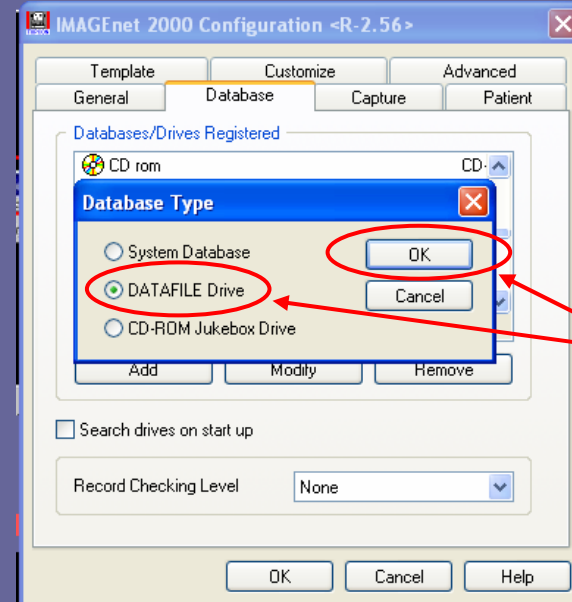 IMAGEnet 2000 Configuration <R-2.56>
Template Customize Advanced
General Database Capture Patient
Databases/Drives Registered
CD rom CD-
Database Type
System Database OK
DATAFILE Drive Cancel
CD-ROM Jukebox Drive
Add Modify Remove
Search drives on start up
Record Checking Level None
OK Cancel Help